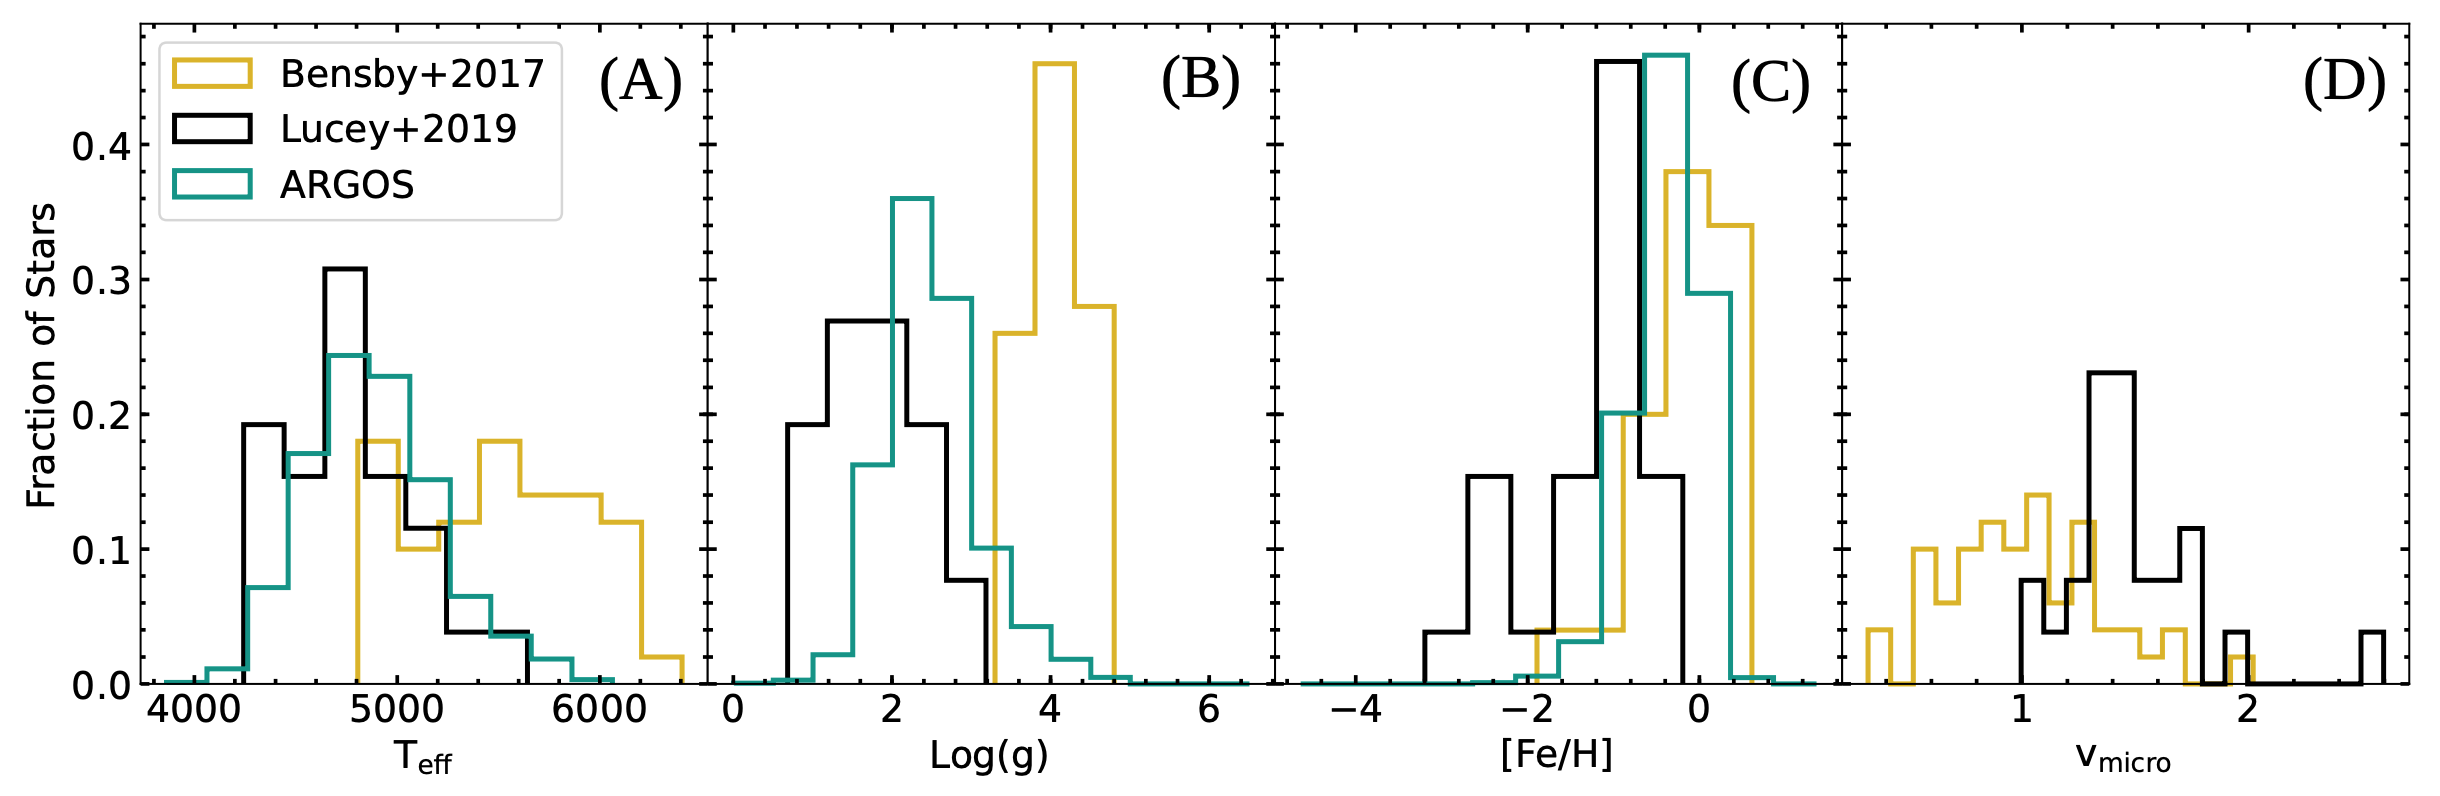 Bensby+2017
Lucey+2019
ARGOS
(A)
(B)
(C)
(D)
Fraction of Stars
0.4
0.3
0.2
0.1
0.0
4000 5000 6000
0 2 4 6
−4 −2 0
1 2
T_eff
Log(g)
[Fe/H]
v_micro